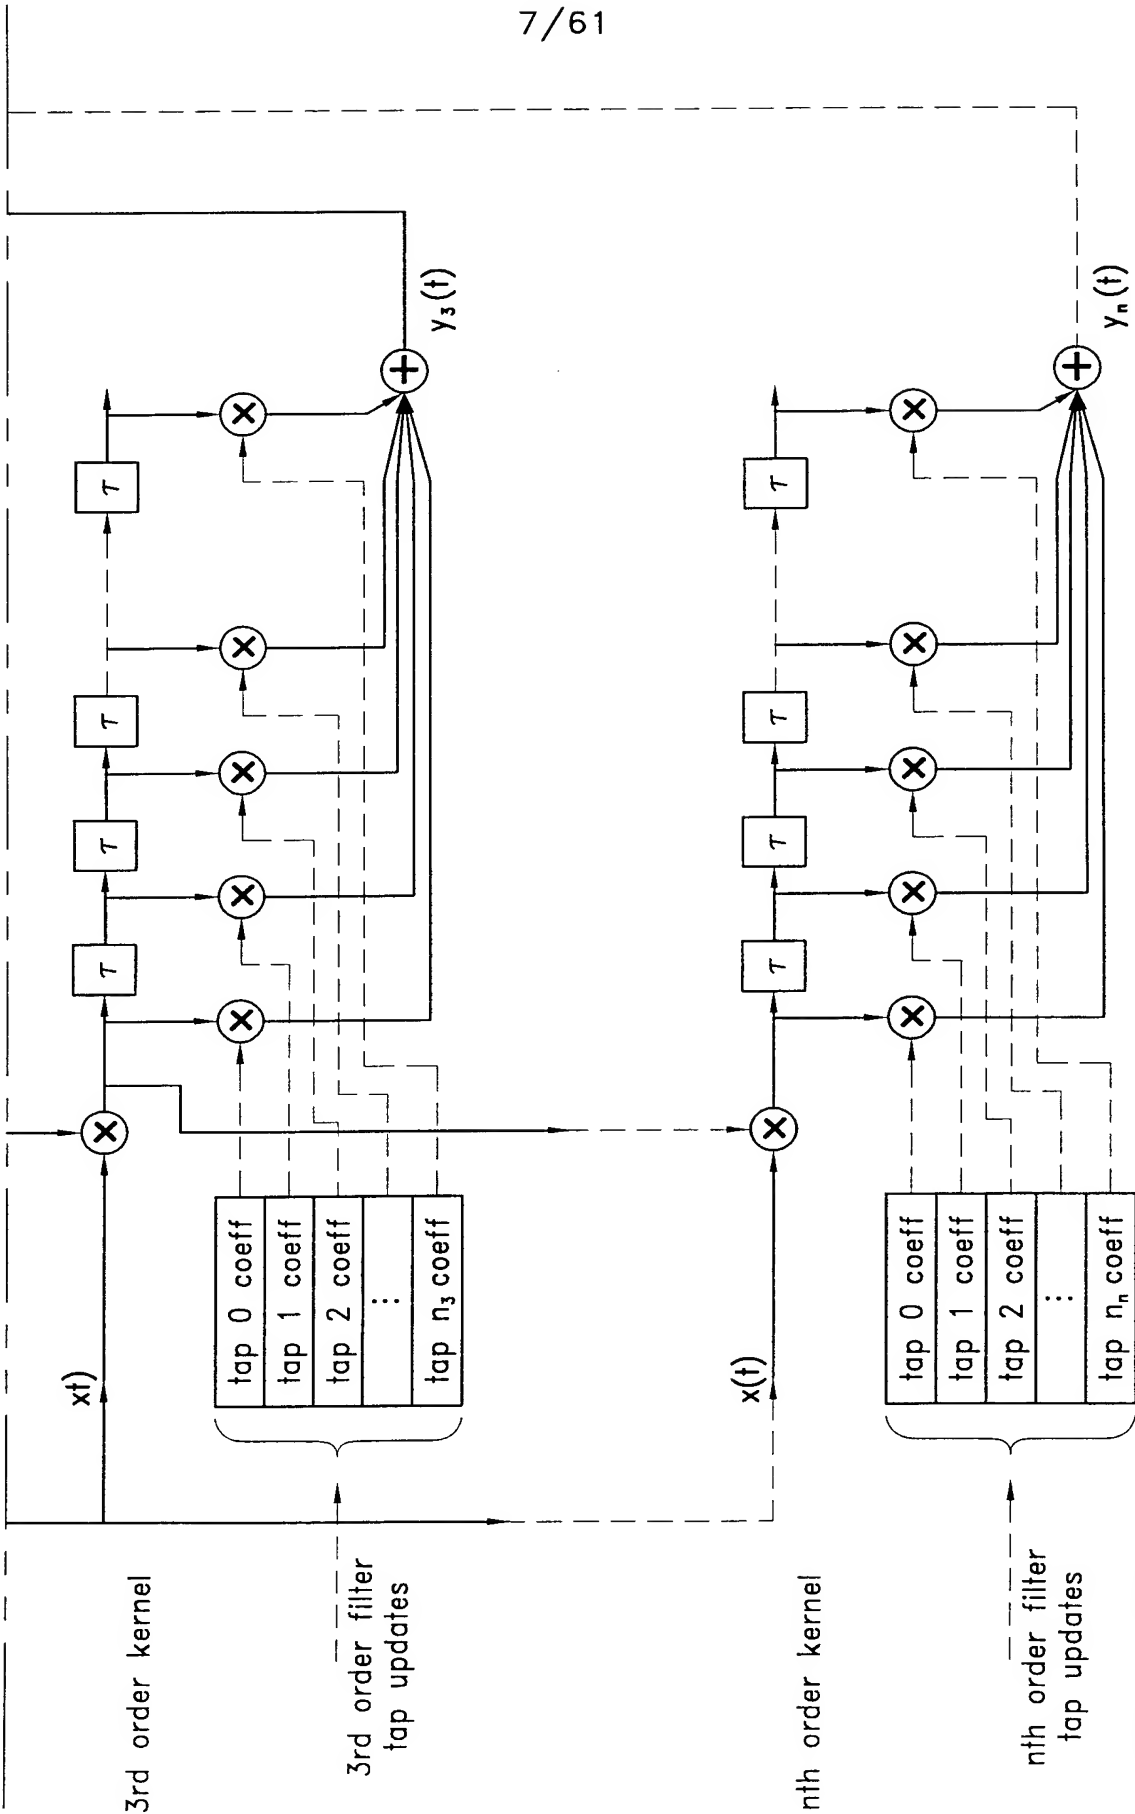 7/61
3rd order kernel
xt)
τ
τ
τ
τ
y₃(t)
3rd order filter
tap updates
tap 0 coeff
tap 1 coeff
tap 2 coeff
⋮
tap n₃ coeff
nth order kernel
x(t)
τ
τ
τ
τ
yₙ(t)
nth order filter
tap updates
tap 0 coeff
tap 1 coeff
tap 2 coeff
⋮
tap nₙ coeff